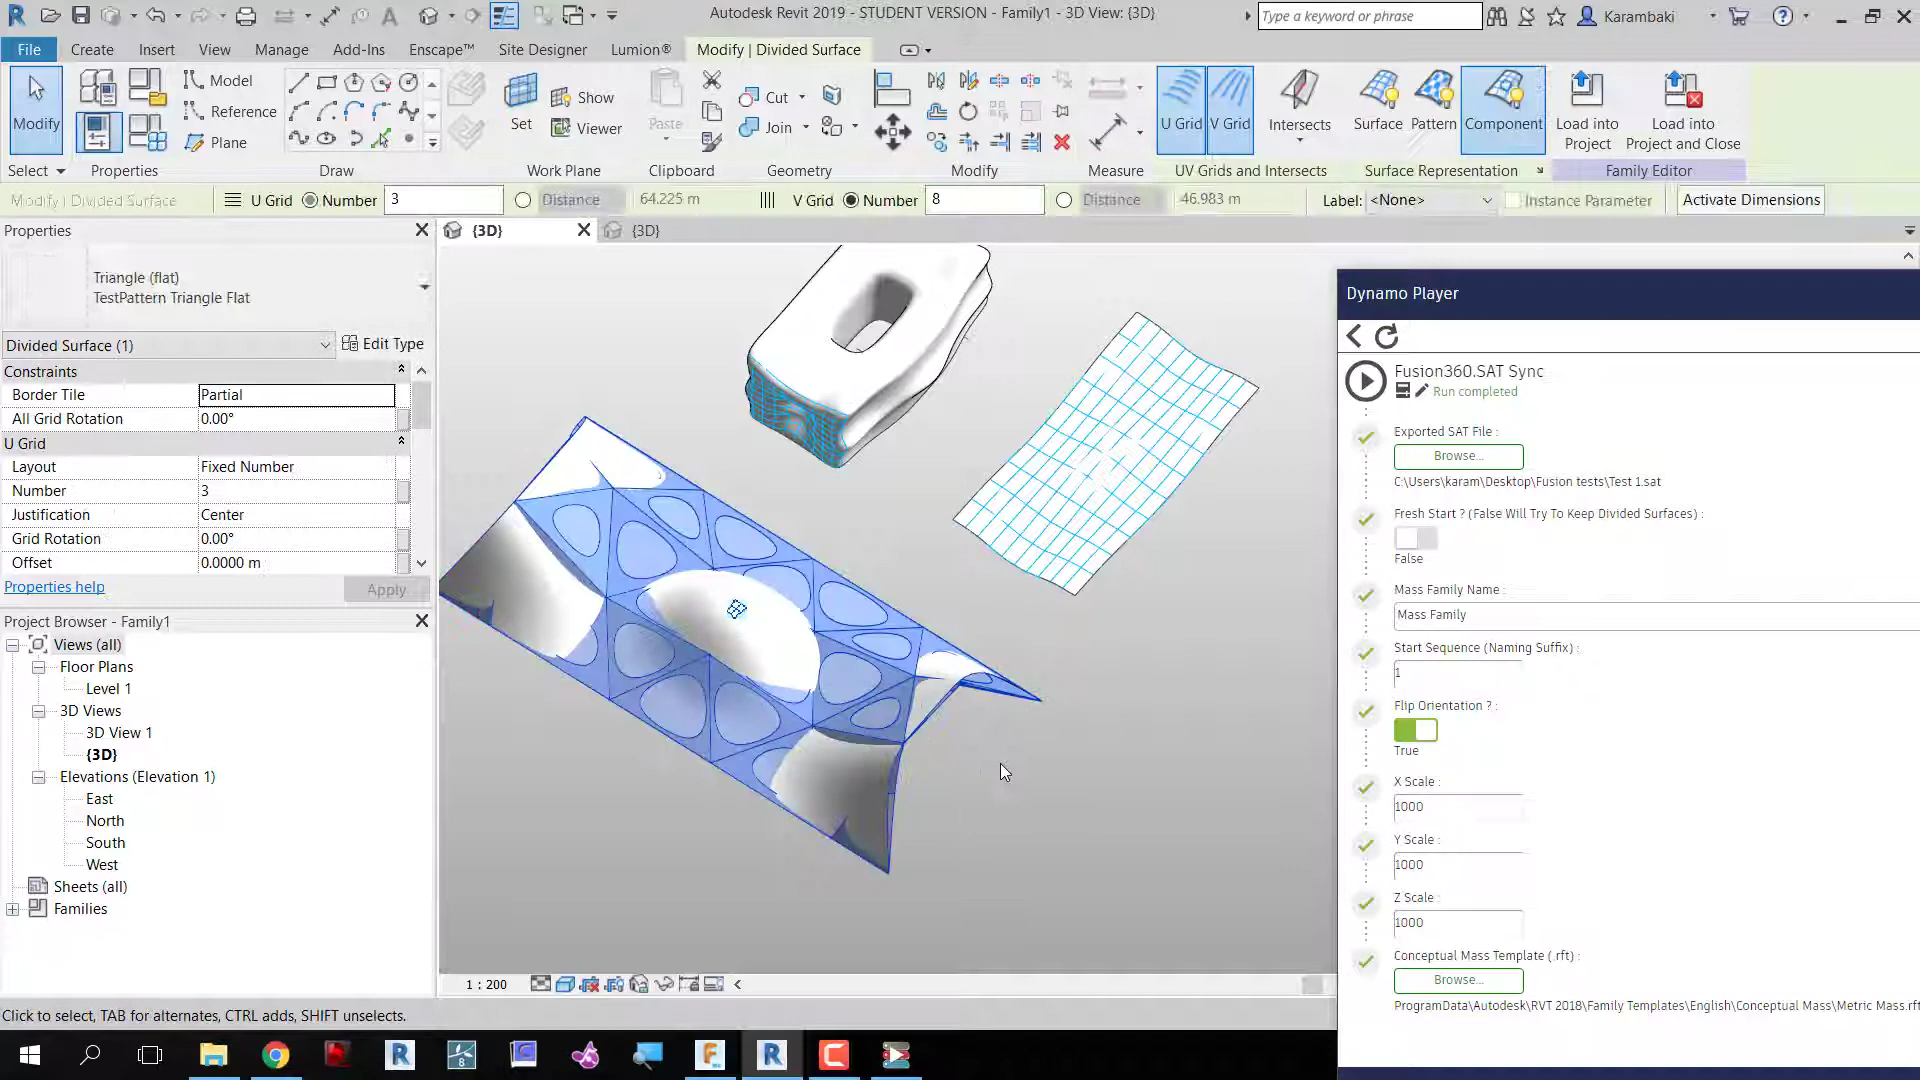 Autodesk Revit 2019 - STUDENT VERSION - Family1 - 3D View: {3D}
Type a keyword or phrase
Karambaki
File Create Insert View Manage Add-Ins Enscape™ Site Designer Lumion® Modify | Divided Surface
Modify
Model
Reference
Plane
Set
Show
Viewer
Paste
Cut
Join
U Grid
V Grid
Intersects
Surface
Pattern
Component
Load into
Project
Load into
Project and Close
Select
Properties
Draw
Work Plane
Clipboard
Geometry
Modify
Measure
UV Grids and Intersects
Surface Representation
Family Editor
Modify | Divided Surface
U Grid Number 3 Distance 64.225 m V Grid Number 8 Distance 46.983 m Label: <None> Instance Parameter Activate Dimensions
Properties
{3D}
{3D}
Triangle (flat)
TestPattern Triangle Flat
Divided Surface (1)
Edit Type
Constraints
Border Tile Partial
All Grid Rotation 0.00°
U Grid
Layout Fixed Number
Number 3
Justification Center
Grid Rotation 0.00°
Offset 0.0000 m
Properties help
Apply
Project Browser - Family1
Views (all)
Floor Plans
Level 1
3D Views
3D View 1
{3D}
Elevations (Elevation 1)
East
North
South
West
Sheets (all)
Families
Dynamo Player
Fusion360.SAT Sync
Run completed
Exported SAT File :
Browse...
C:\Users\karam\Desktop\Fusion tests\Test 1.sat
Fresh Start ? (False Will Try To Keep Divided Surfaces) :
False
Mass Family Name :
Mass Family
Start Sequence (Naming Suffix) :
1
Flip Orientation ? :
True
X Scale :
1000
Y Scale :
1000
Z Scale :
1000
Conceptual Mass Template (.rft) :
Browse...
ProgramData\Autodesk\RVT 2018\Family Templates\English\Conceptual Mass\Metric Mass.rft
1 : 200
Click to select, TAB for alternates, CTRL adds, SHIFT unselects.